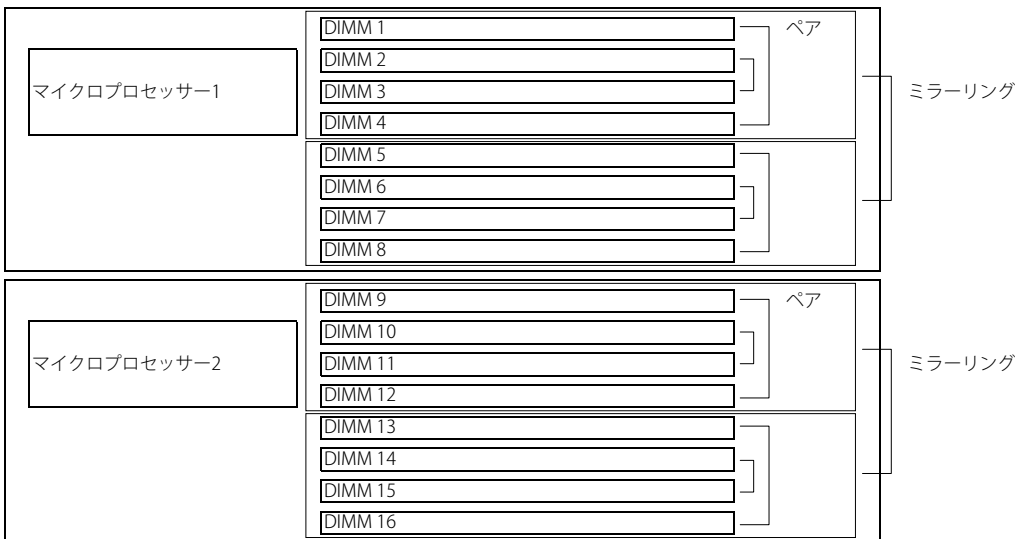 DIMM 1
ペア
DIMM 2
マイクロプロセッサー1
DIMM 3
ミラーリング
DIMM 4
DIMM 5
DIMM 6
DIMM 7
DIMM 8
DIMM 9
ペア
DIMM 10
マイクロプロセッサー2
DIMM 11
ミラーリング
DIMM 12
DIMM 13
DIMM 14
DIMM 15
DIMM 16